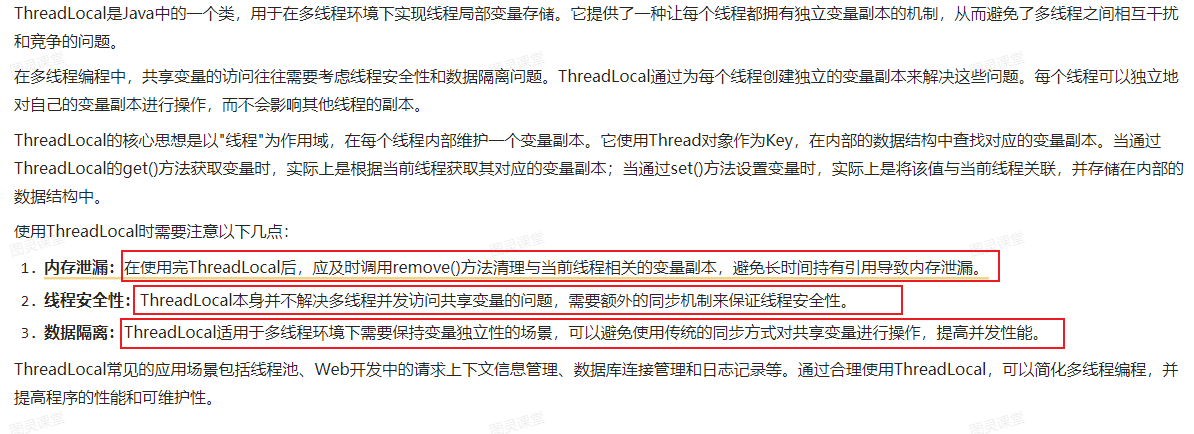 ThreadLocal是Java中的一个类，用于在多线程环境下实现线程局部变量存储。它提供了一种让每个线程都拥有独立变量副本的机制，从而避免了多线程之间相互干扰
和竞争的问题。
在多线程编程中，共享变量的访问往往需要考虑线程安全性和数据隔离问题。ThreadLocal通过为每个线程创建独立的变量副本来解决这些问题。每个线程可以独立地
对自己的变量副本进行操作，而不会影响其他线程的副本。
ThreadLocal的核心思想是以"线程"为作用域，在每个线程内部维护一个变量副本。它使用Thread对象作为Key，在内部的数据结构中查找对应的变量副本。当通过
ThreadLocal的get()方法获取变量时，实际上是根据当前线程获取其对应的变量副本；当通过set()方法设置变量时，实际上是将该值与当前线程关联，并存储在内部的
数据结构中。
使用ThreadLocal时需要注意以下几点：
1. 内存泄漏：在使用完ThreadLocal后，应及时调用remove()方法清理与当前线程相关的变量副本，避免长时间持有引用导致内存泄漏。
2. 线程安全性：ThreadLocal本身并不解决多线程并发访问共享变量的问题，需要额外的同步机制来保证线程安全性。
3. 数据隔离：ThreadLocal适用于多线程环境下需要保持变量独立性的场景，可以避免使用传统的同步方式对共享变量进行操作，提高并发性能。
ThreadLocal常见的应用场景包括线程池、Web开发中的请求上下文信息管理、数据库连接管理和日志记录等。通过合理使用ThreadLocal，可以简化多线程编程，并
提高程序的性能和可维护性。
图灵课堂
图灵课堂
图灵课堂
图灵课堂
图灵课堂
图灵课堂